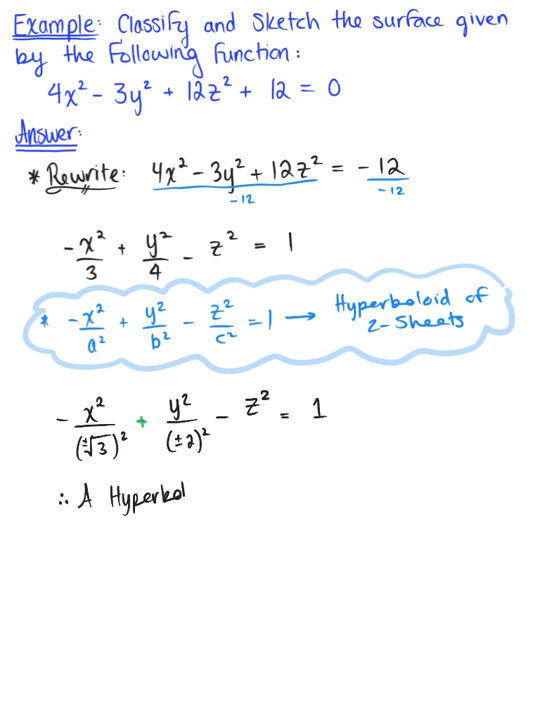 Example: Classify and Sketch the surface given
by the Following Function:
4x² - 3y² + 12z² + 12 = 0
Answer:
* Rewrite: 4x² - 3y² + 12z² = -12
-12 -12
-x²/3 + y²/4 - z² = 1
* -x²/a² + y²/b² - z²/c² = 1 → Hyperboloid of
2-Sheets
- x²/(±√3)² + y²/(±2)² - z² = 1
∴ A Hyperbol